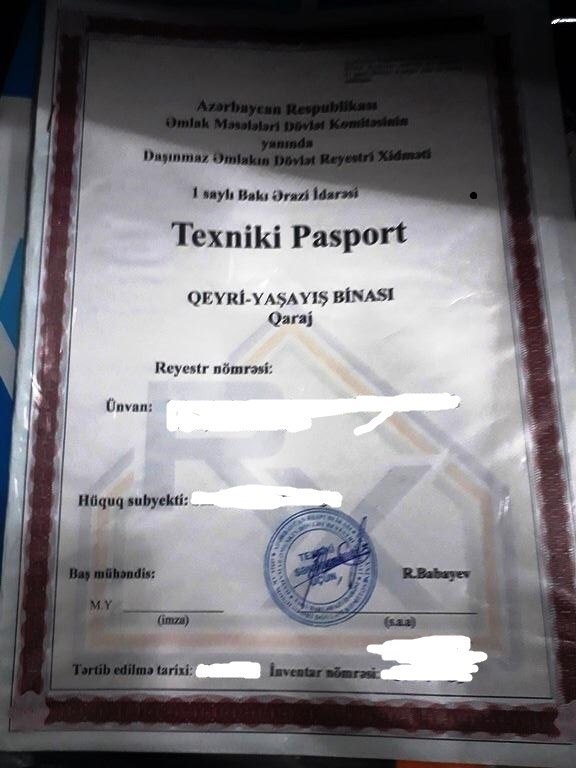 Azərbaycan Respublikası
Əmlak Məsələləri Dövlət Komitəsinin
yanında
Daşınmaz Əmlakın Dövlət Reyestri Xidməti
1 saylı Bakı Ərazi İdarəsi
Texniki Pasport
QEYRİ-YAŞAYIŞ BİNASI
Qaraj
Reyestr nömrəsi:
Ünvan:
Hüquq subyekti:
Baş mühəndis: R.Babayev
M.Y
(imza) (s.a.a)
Tərtib edilmə tarixi: İnventar nömrəsi: